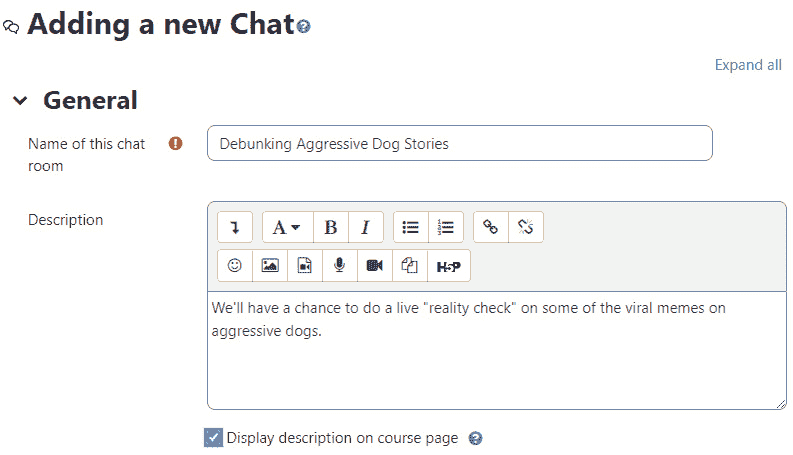 Adding a new Chat
Expand all
General
Name of this chat
room
Debunking Aggressive Dog Stories
Description
A B I
H5P
We'll have a chance to do a live "reality check" on some of the viral memes on
aggressive dogs.
Display description on course page